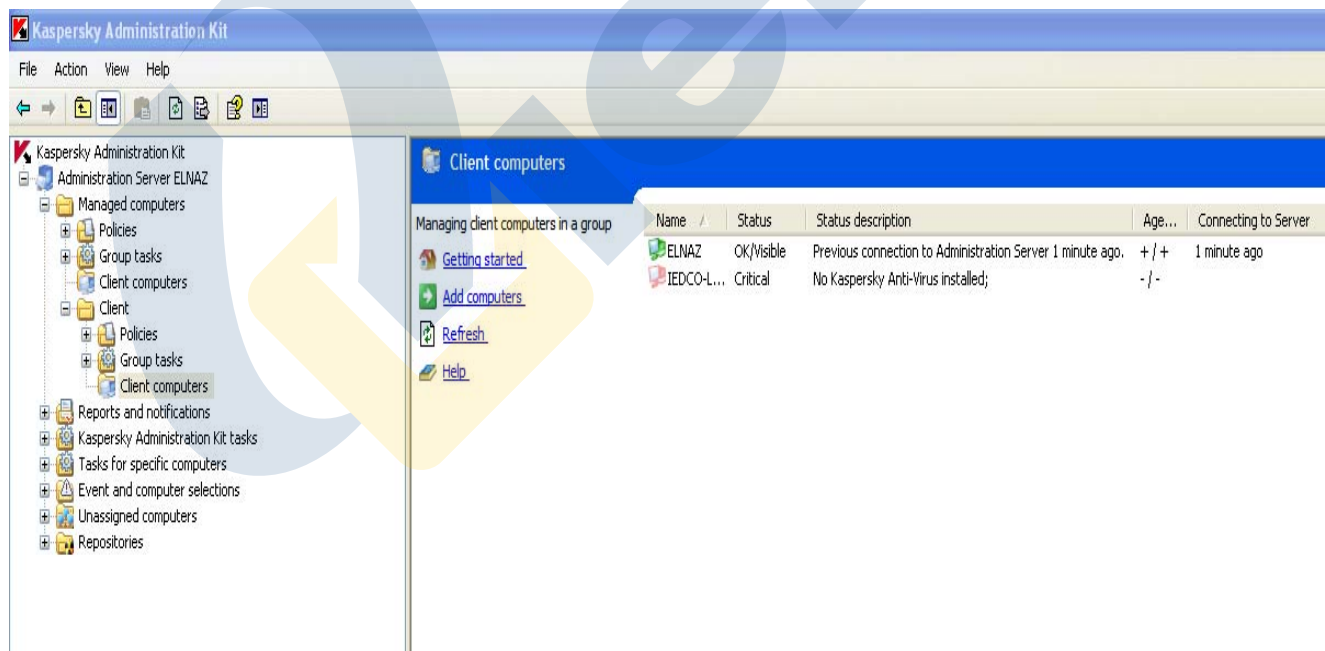 Kaspersky Administration Kit
File Action View Help
Kaspersky Administration Kit
Administration Server ELNAZ
Managed computers
Policies
Group tasks
Client computers
Client
Policies
Group tasks
Client computers
Reports and notifications
Kaspersky Administration Kit tasks
Tasks for specific computers
Event and computer selections
Unassigned computers
Repositories
Client computers
Managing client computers in a group
Getting started
Add computers
Refresh
Help
Name Status Status description Age... Connecting to Server
ELNAZ OK/Visible Previous connection to Administration Server 1 minute ago. + / + 1 minute ago
IEDCO-L... Critical No Kaspersky Anti-Virus installed; - / -